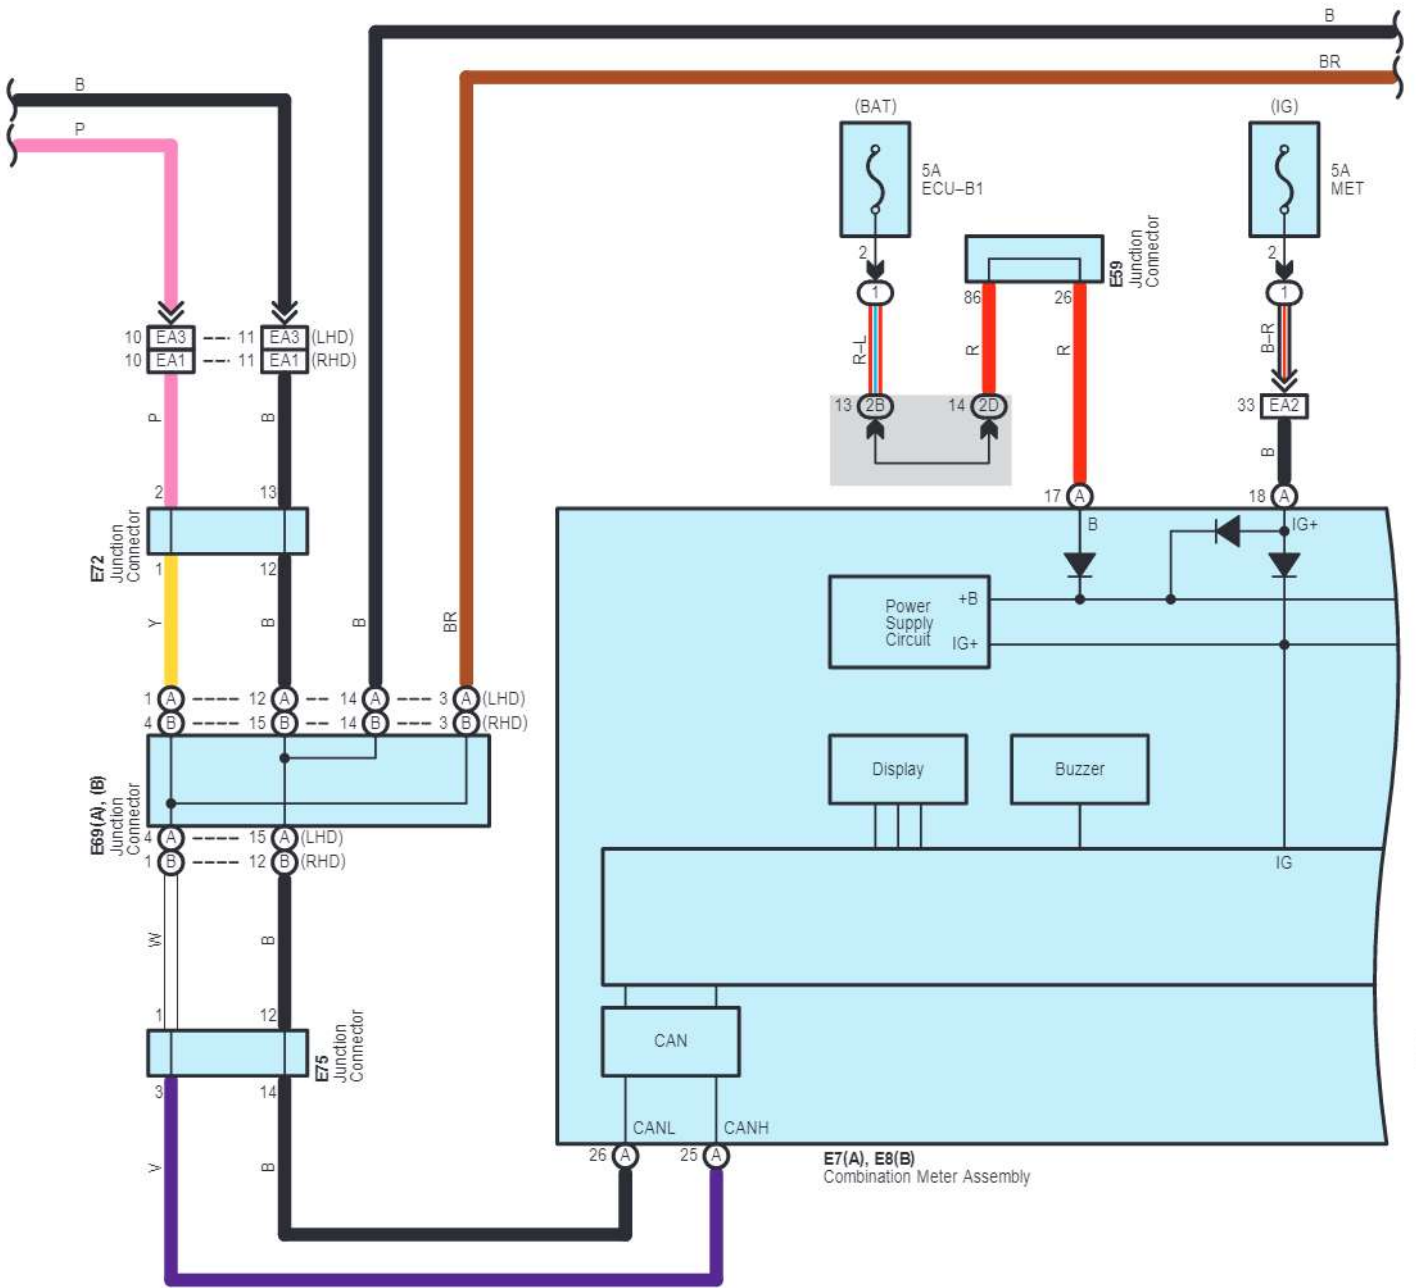 B
BR
B
P
(BAT)
(IG)
5A
ECU–B1
5A
MET
E59
Junction
Connector
2
2
1
1
86
26
R–L
R
R
B–R
10 EA3 11 EA3 (LHD)
10 EA1 11 EA1 (RHD)
13 2B
14 2D
33 EA2
P
B
B
2
13
17 A
18 A
B
IG+
E72
Junction
Connector
1
12
Power
Supply
Circuit
+B
IG+
Y
B
B
BR
1 A 12 A 14 A 3 A (LHD)
4 B 15 B 14 B 3 B (RHD)
Display
Buzzer
E69(A), (B)
Junction
Connector
4 A 15 A (LHD)
1 B 12 B (RHD)
IG
W
B
1
12
E75
Junction
Connector
CAN
3
14
CANL
CANH
26 A
25 A
V
B
E7(A), E8(B)
Combination Meter Assembly